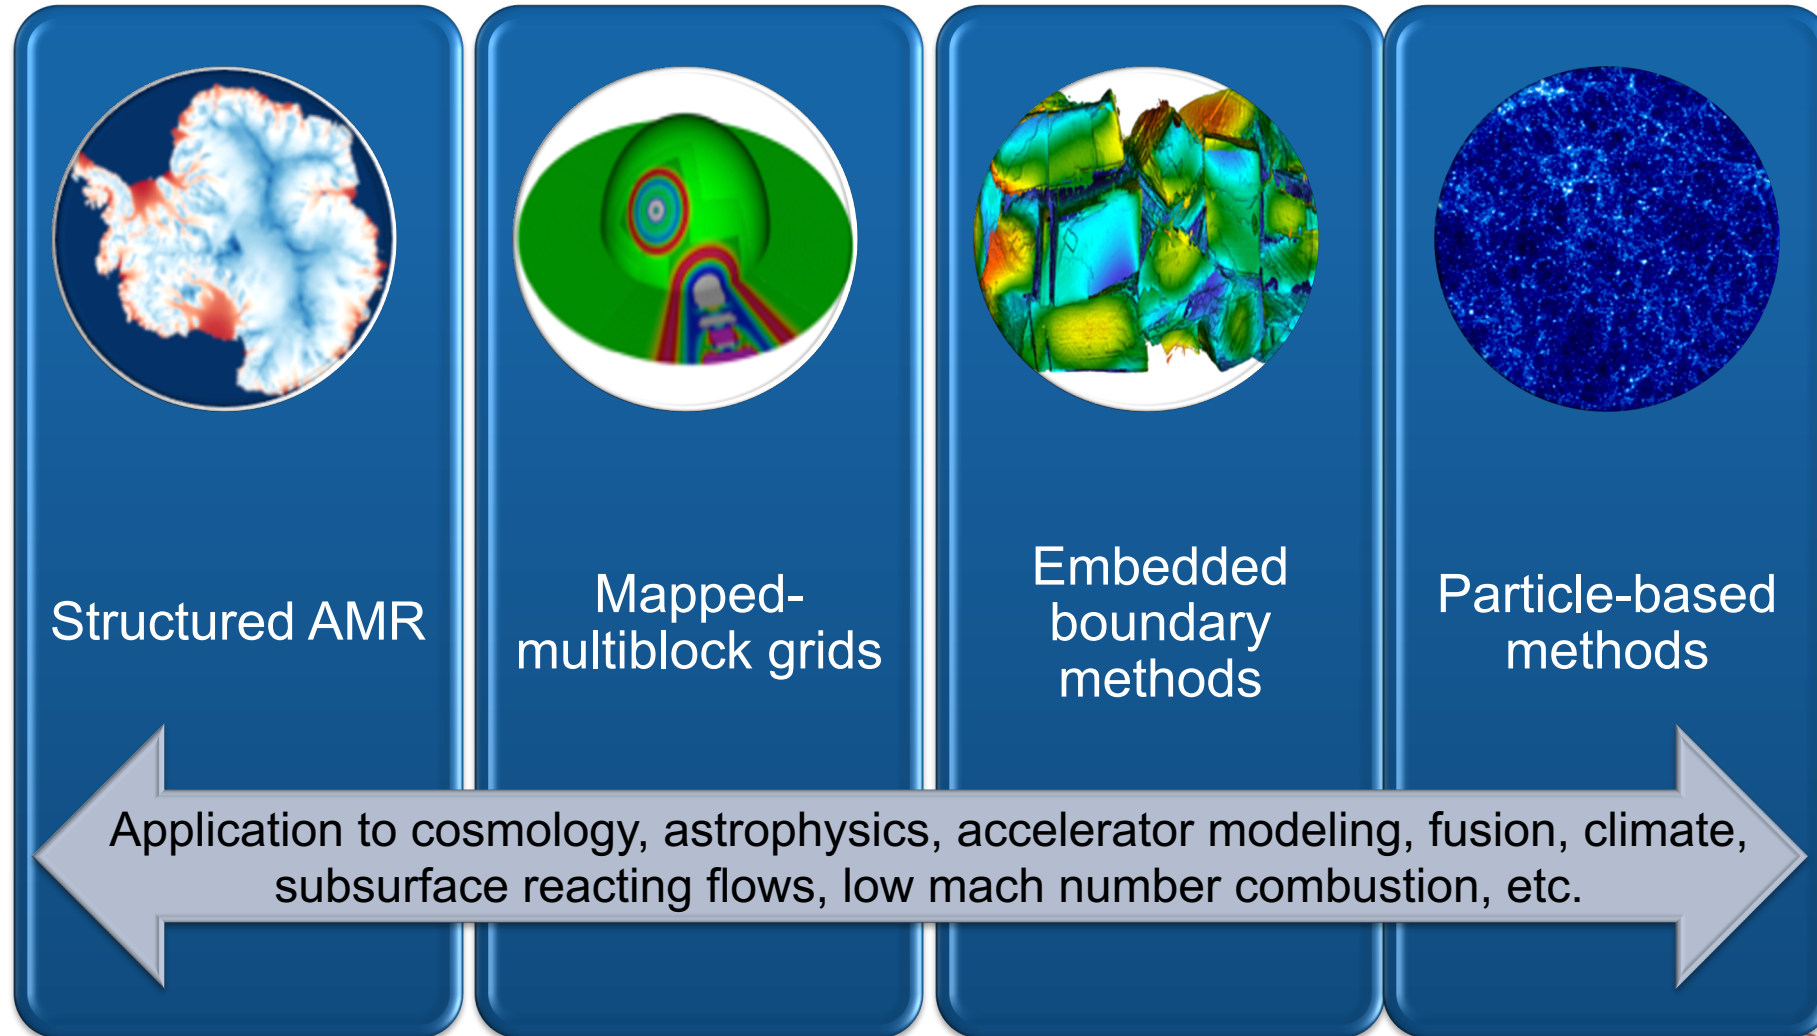 Structured AMR
Mapped-
multiblock grids
Embedded
boundary
methods
Particle-based
methods
Application to cosmology, astrophysics, accelerator modeling, fusion, climate,
subsurface reacting flows, low mach number combustion, etc.